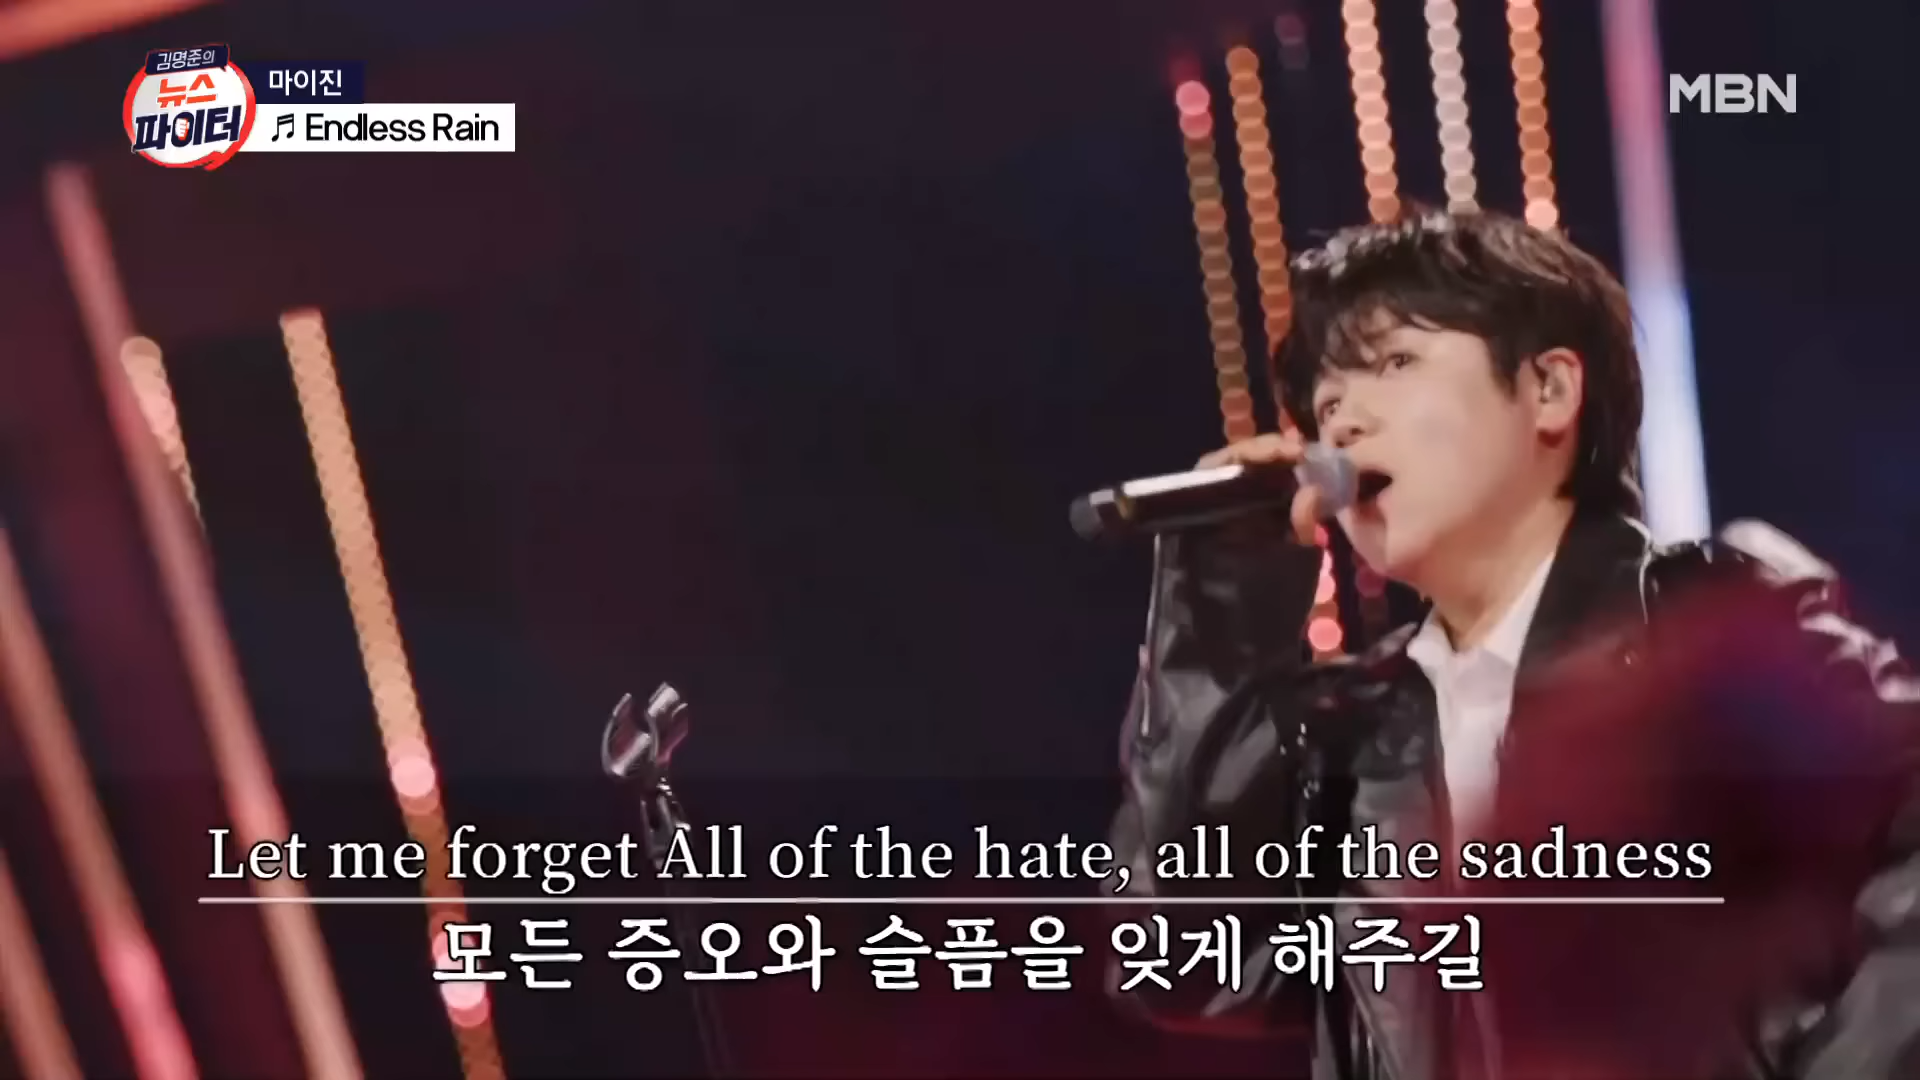 김명준의
뉴스
파이터
마이진
♬ Endless Rain
MBN
Let me forget All of the hate, all of the sadness
모든 증오와 슬픔을 잊게 해주길